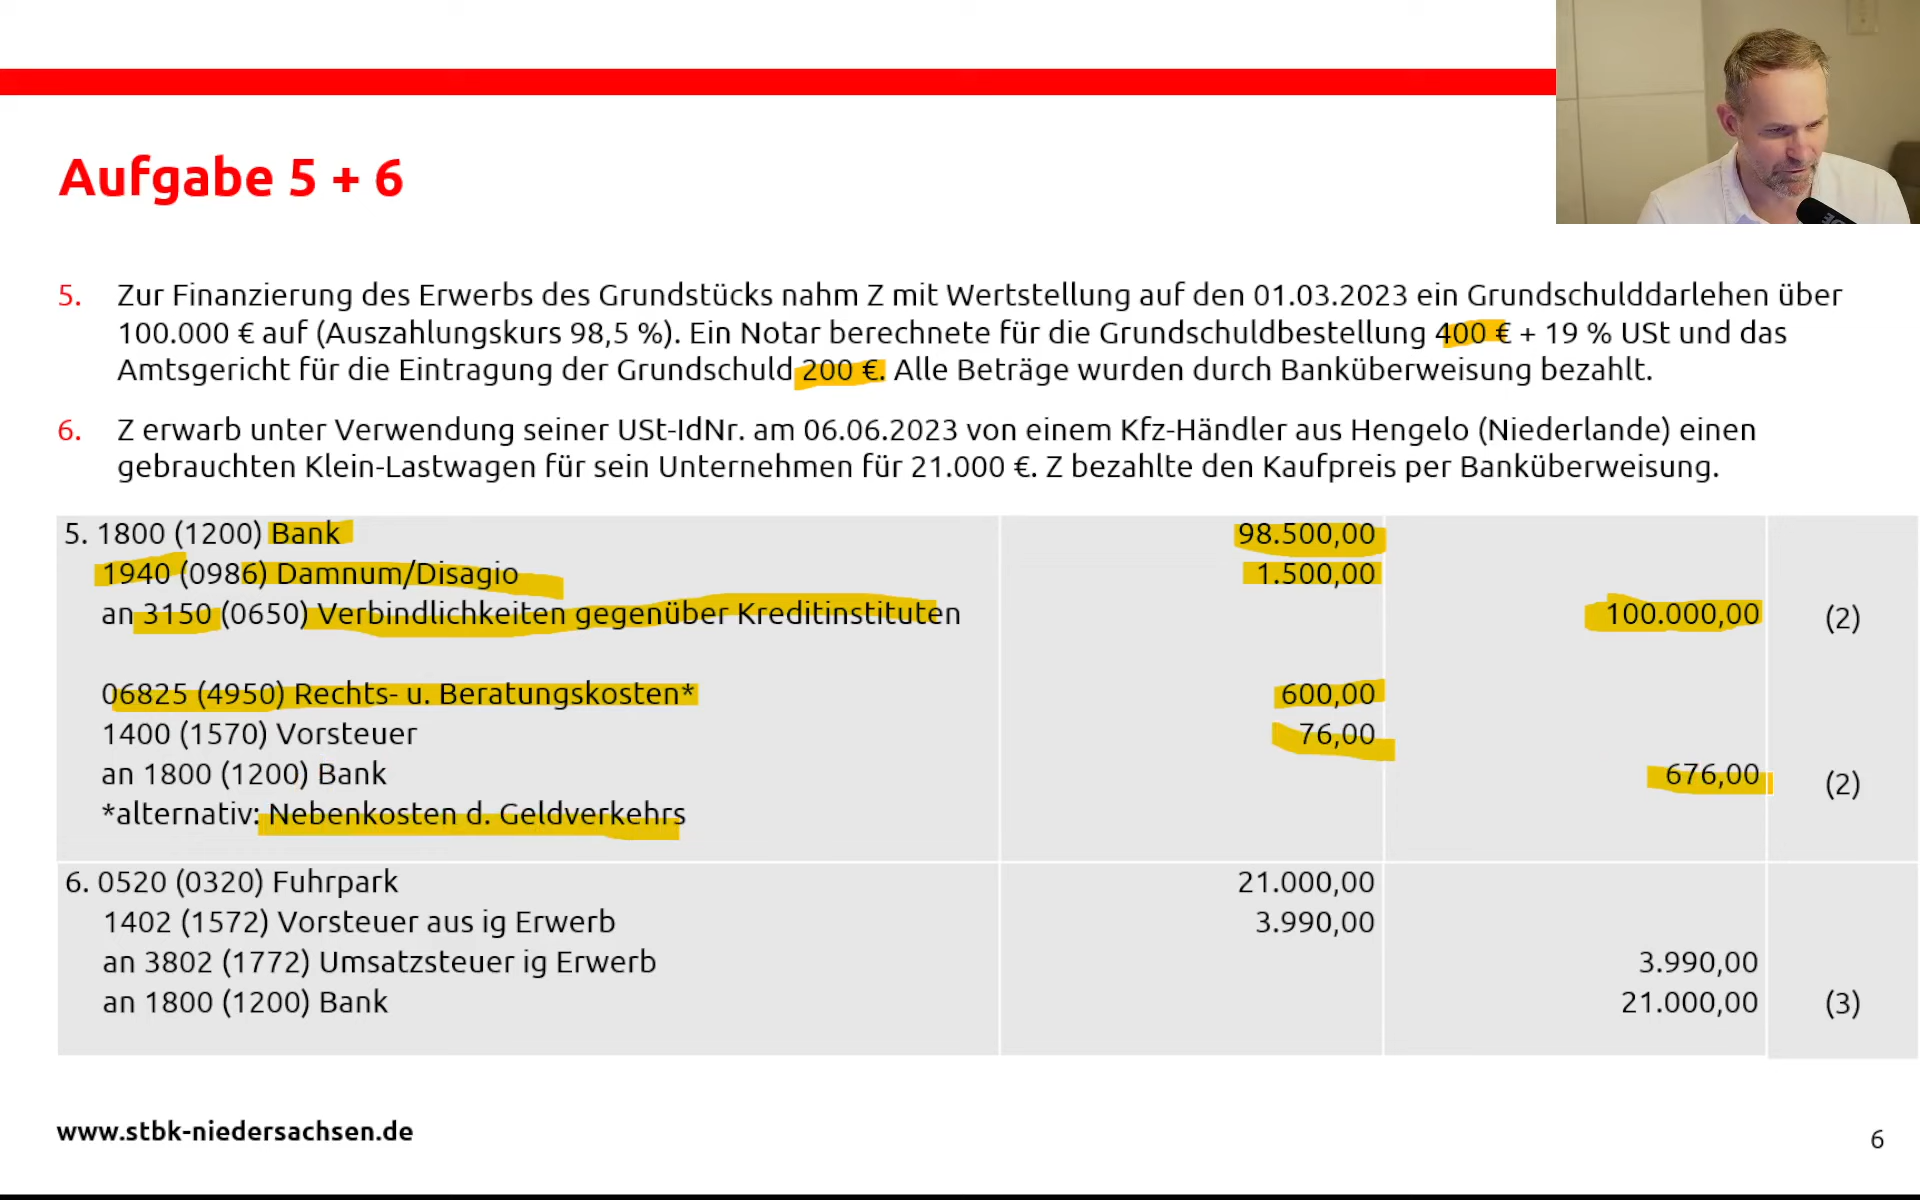 Aufgabe 5 + 6
5. Zur Finanzierung des Erwerbs des Grundstücks nahm Z mit Wertstellung auf den 01.03.2023 ein Grundschulddarlehen über
100.000 € auf (Auszahlungskurs 98,5 %). Ein Notar berechnete für die Grundschuldbestellung 400 € + 19 % USt und das
Amtsgericht für die Eintragung der Grundschuld 200 €. Alle Beträge wurden durch Banküberweisung bezahlt.
6. Z erwarb unter Verwendung seiner USt-IdNr. am 06.06.2023 von einem Kfz-Händler aus Hengelo (Niederlande) einen
gebrauchten Klein-Lastwagen für sein Unternehmen für 21.000 €. Z bezahlte den Kaufpreis per Banküberweisung.
5. 1800 (1200) Bank 98.500,00
1940 (0986) Damnum/Disagio 1.500,00
an 3150 (0650) Verbindlichkeiten gegenüber Kreditinstituten 100.000,00 (2)
06825 (4950) Rechts- u. Beratungskosten* 600,00
1400 (1570) Vorsteuer 76,00
an 1800 (1200) Bank 676,00 (2)
*alternativ: Nebenkosten d. Geldverkehrs
6. 0520 (0320) Fuhrpark 21.000,00
1402 (1572) Vorsteuer aus ig Erwerb 3.990,00
an 3802 (1772) Umsatzsteuer ig Erwerb 3.990,00
an 1800 (1200) Bank 21.000,00 (3)
www.stbk-niedersachsen.de
6